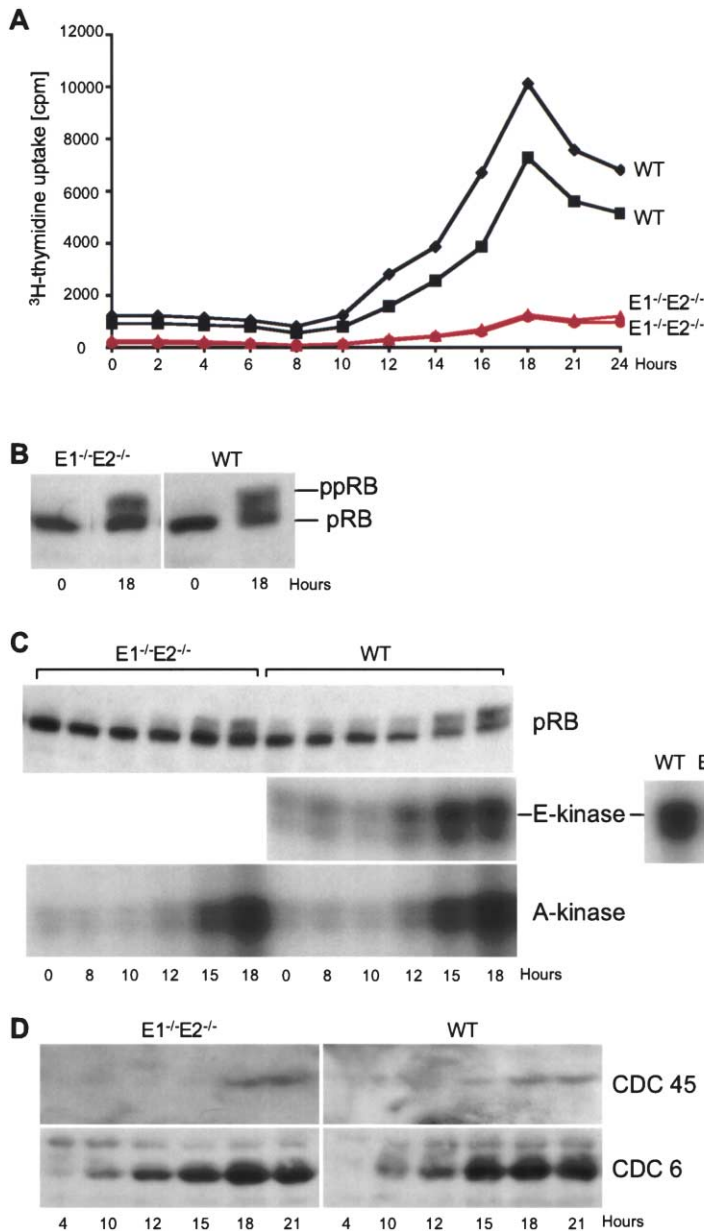 A
³H-thymidine uptake [cpm]
12000
10000
8000
6000
4000
2000
0
WT
WT
E1⁻/⁻E2⁻/⁻
E1⁻/⁻E2⁻/⁻
0 2 4 6 8 10 12 14 16 18 21 24 Hours
B
E1⁻/⁻E2⁻/⁻ WT
ppRB
pRB
0 18 0 18 Hours
C
E1⁻/⁻E2⁻/⁻ WT
pRB
WT E
E-kinase
A-kinase
0 8 10 12 15 18 0 8 10 12 15 18 Hours
D
E1⁻/⁻E2⁻/⁻ WT
CDC 45
CDC 6
4 10 12 15 18 21 4 10 12 15 18 21 Hours